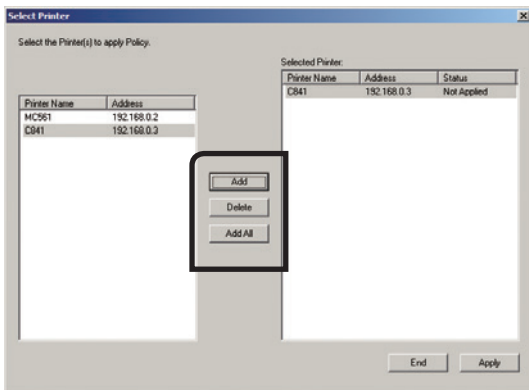 Select Printer
Select the Printer(s) to apply Policy.
Selected Printer:
Printer Name Address Status
C841 192.168.0.3 Not Applied
Printer Name Address
MC561 192.168.0.2
C841 192.168.0.3
Add
Delete
Add All
End Apply